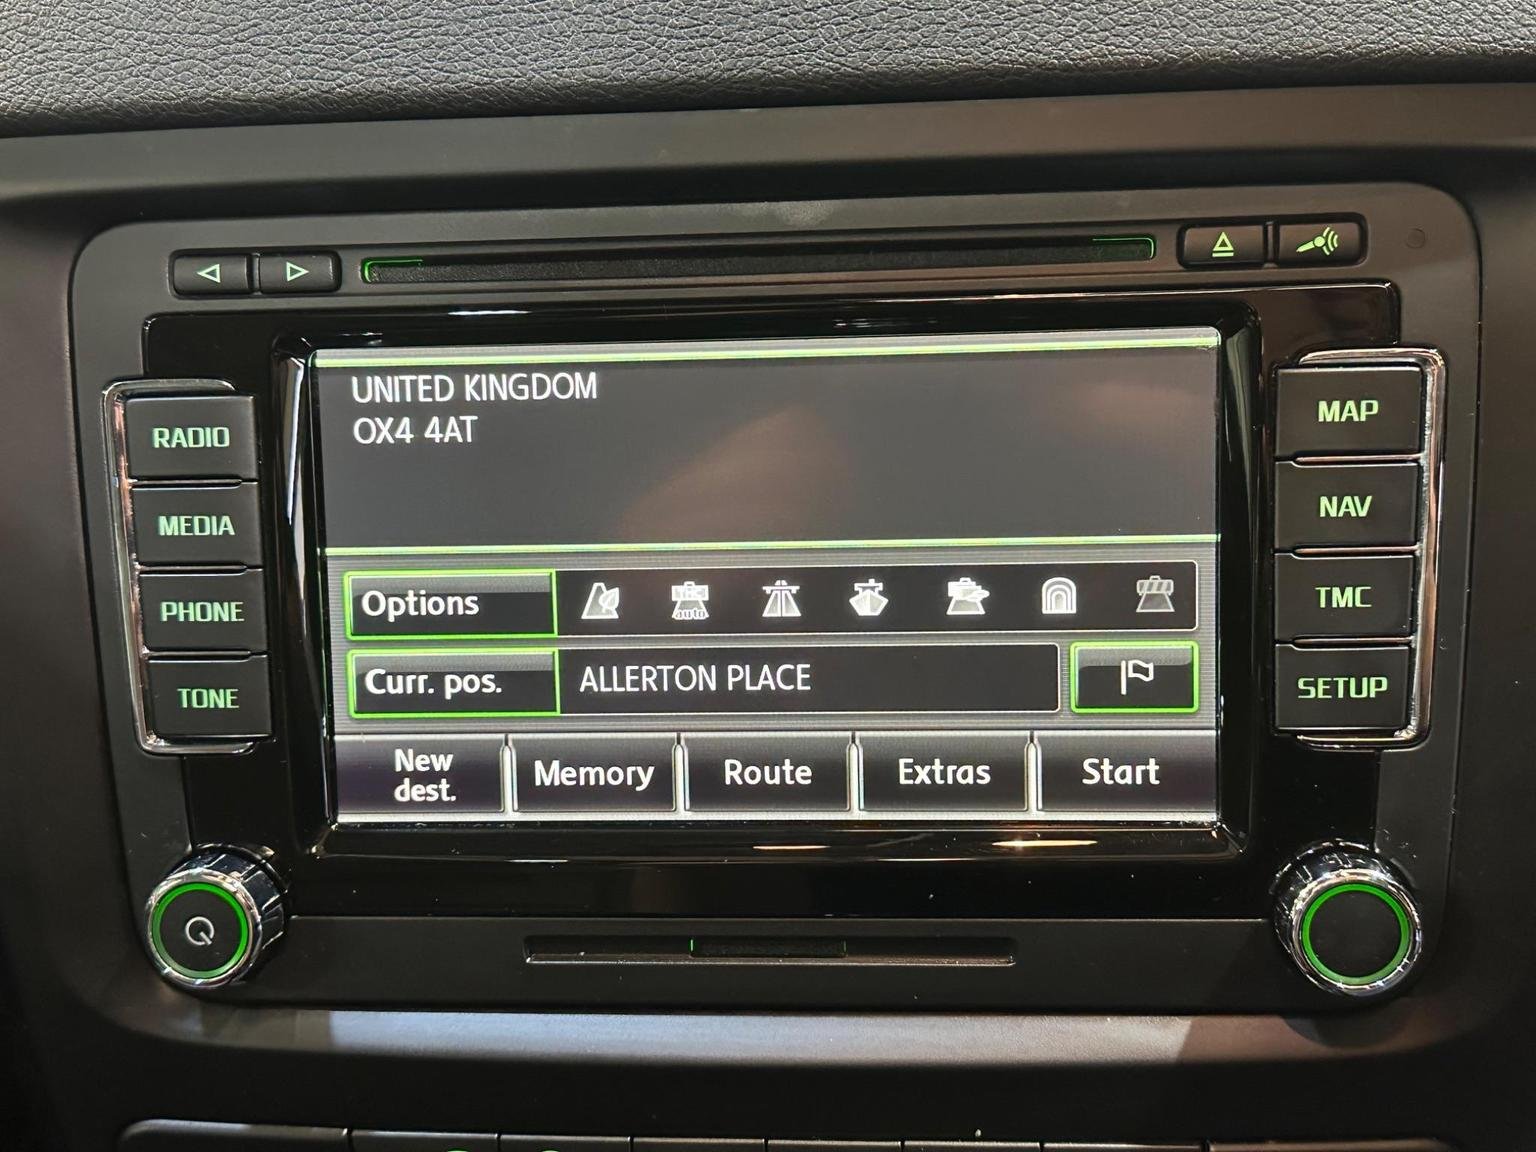 UNITED KINGDOM
OX4 4AT
RADIO
MEDIA
PHONE
TONE
MAP
NAV
TMC
SETUP
Options
auto
Curr. pos.
ALLERTON PLACE
New
dest.
Memory
Route
Extras
Start